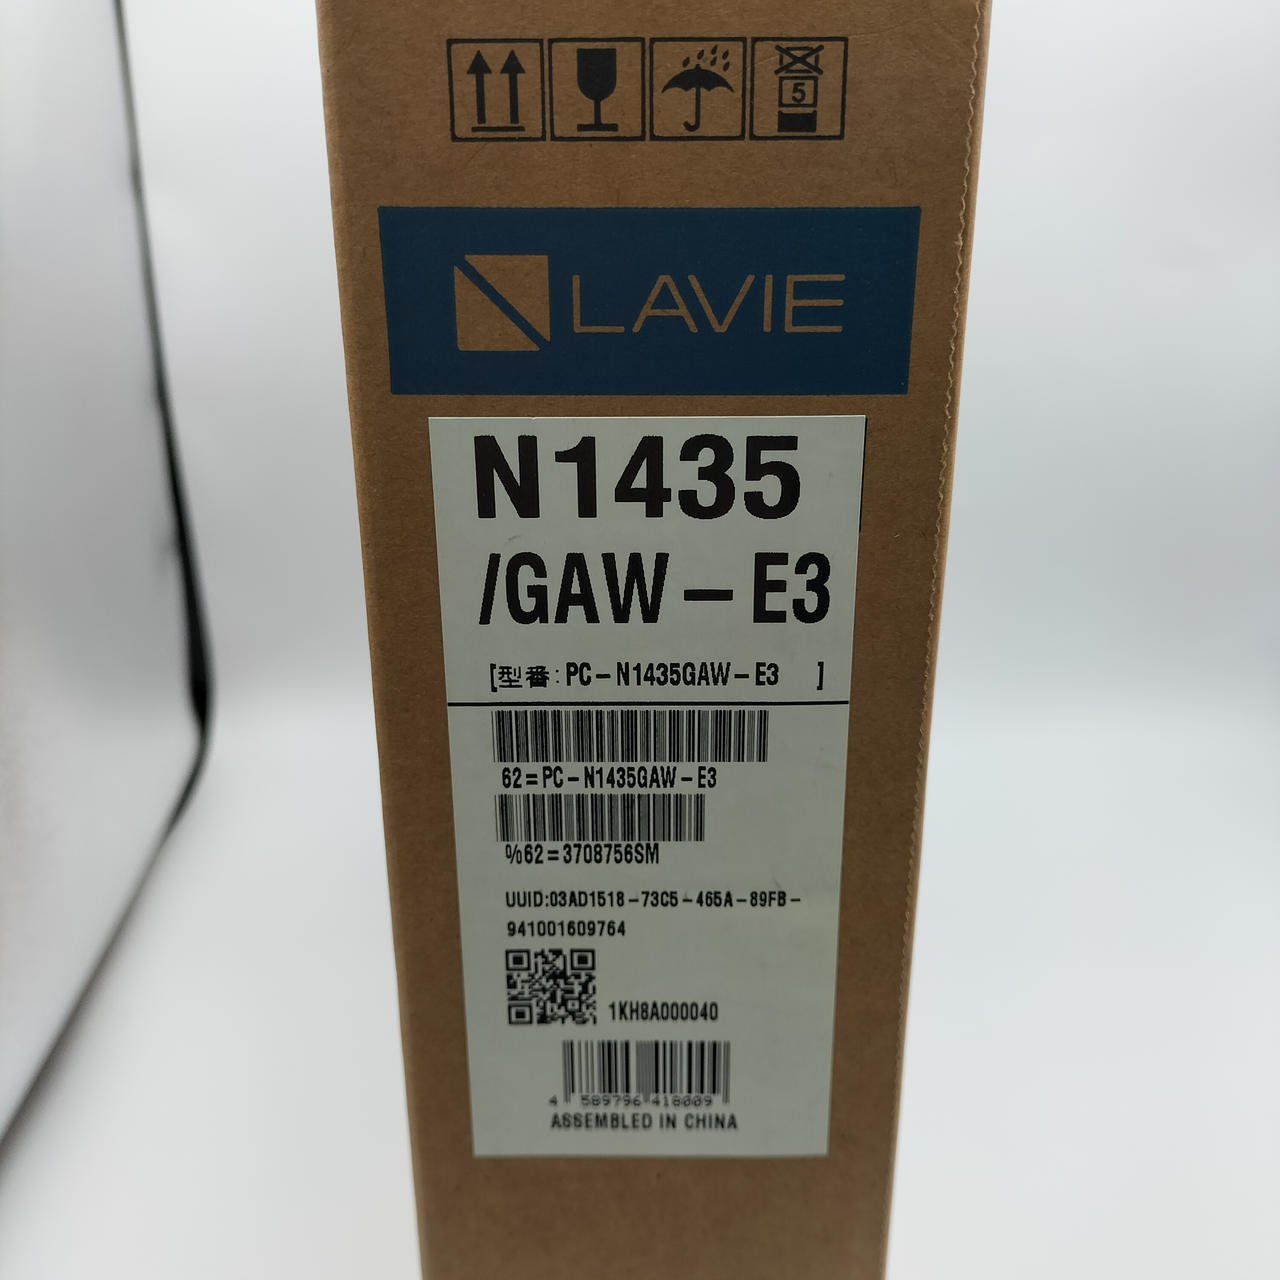 5
LAVIE
N1435
/GAW-E3
[型番:PC-N1435GAW-E3 ]
62=PC-N1435GAW-E3
%62=3708756SM
UUID:03AD1518-73C5-465A-89FB-
941001609764
1KH8A000040
4 589796 418009
ASSEMBLED IN CHINA